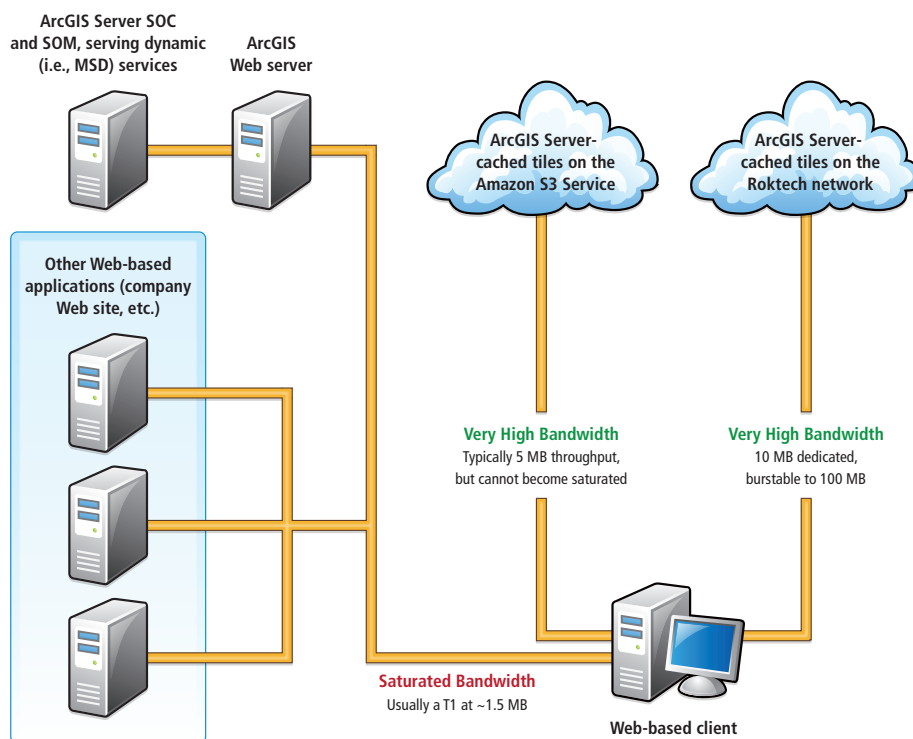 ArcGIS Server SOC
and SOM, serving dynamic
(i.e., MSD) services
ArcGIS
Web server
ArcGIS Server-
cached tiles on the
Amazon S3 Service
ArcGIS Server-
cached tiles on the
Roktech network
Other Web-based
applications (company
Web site, etc.)
Very High Bandwidth
Typically 5 MB throughput,
but cannot become saturated
Very High Bandwidth
10 MB dedicated,
burstable to 100 MB
Saturated Bandwidth
Usually a T1 at ~1.5 MB
Web-based client